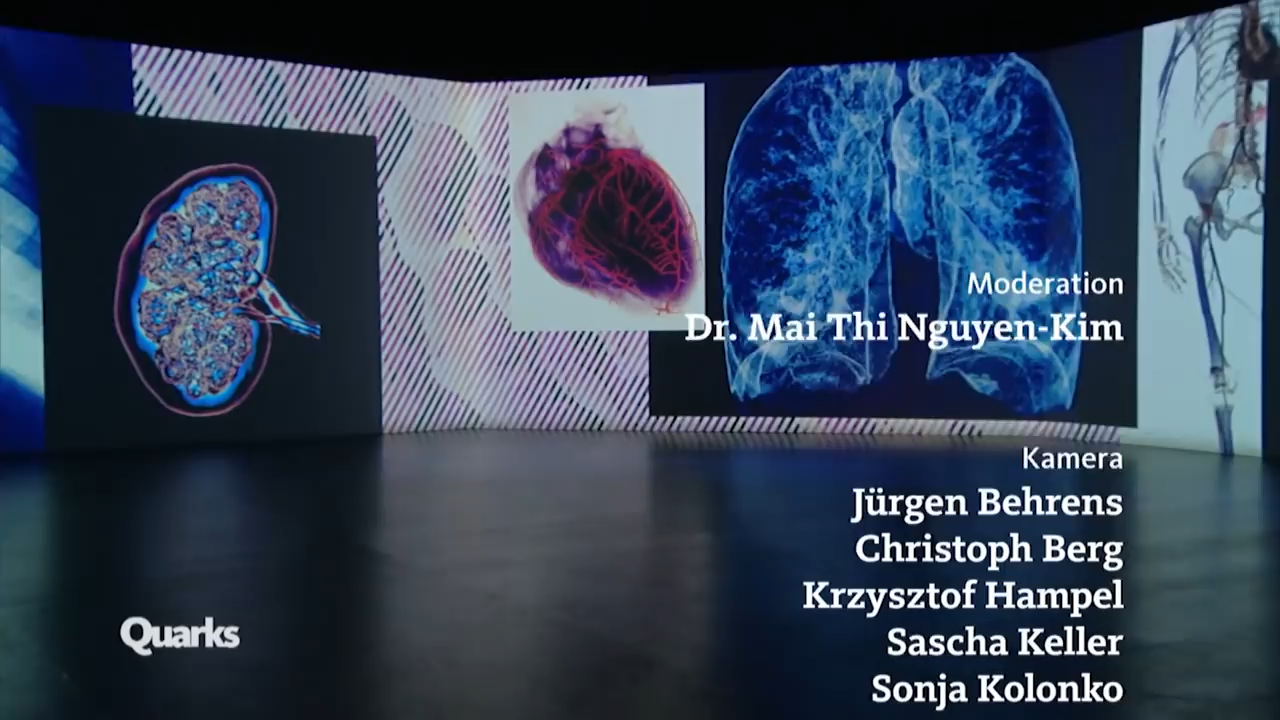 Moderation
Dr. Mai Thi Nguyen-Kim
Kamera
Jürgen Behrens
Christoph Berg
Krzysztof Hampel
Sascha Keller
Sonja Kolonko
Quarks